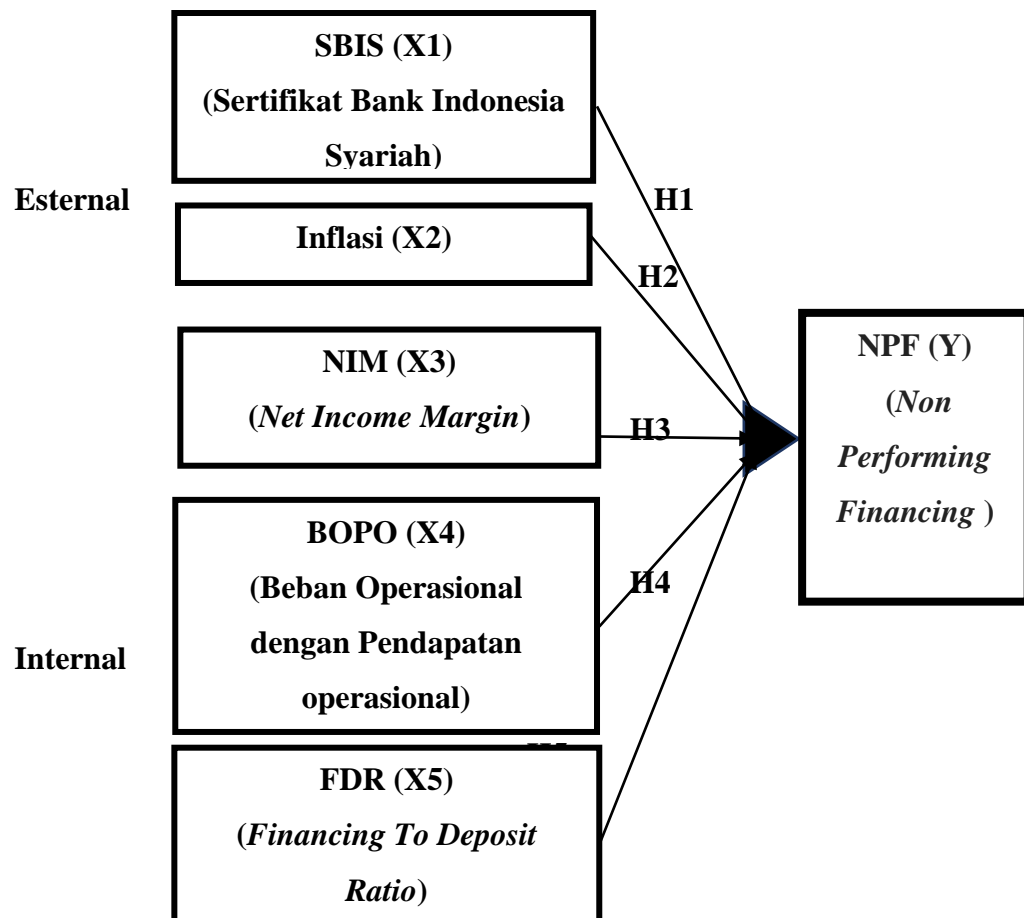 SBIS (X1)
(Sertifikat Bank Indonesia
Syariah)
Esternal
H1
Inflasi (X2)
H2
NIM (X3)
(Net Income Margin)
H3
NPF (Y)
(Non
Performing
Financing )
BOPO (X4)
(Beban Operasional
dengan Pendapatan
operasional)
H4
Internal
FDR (X5)
(Financing To Deposit
Ratio)